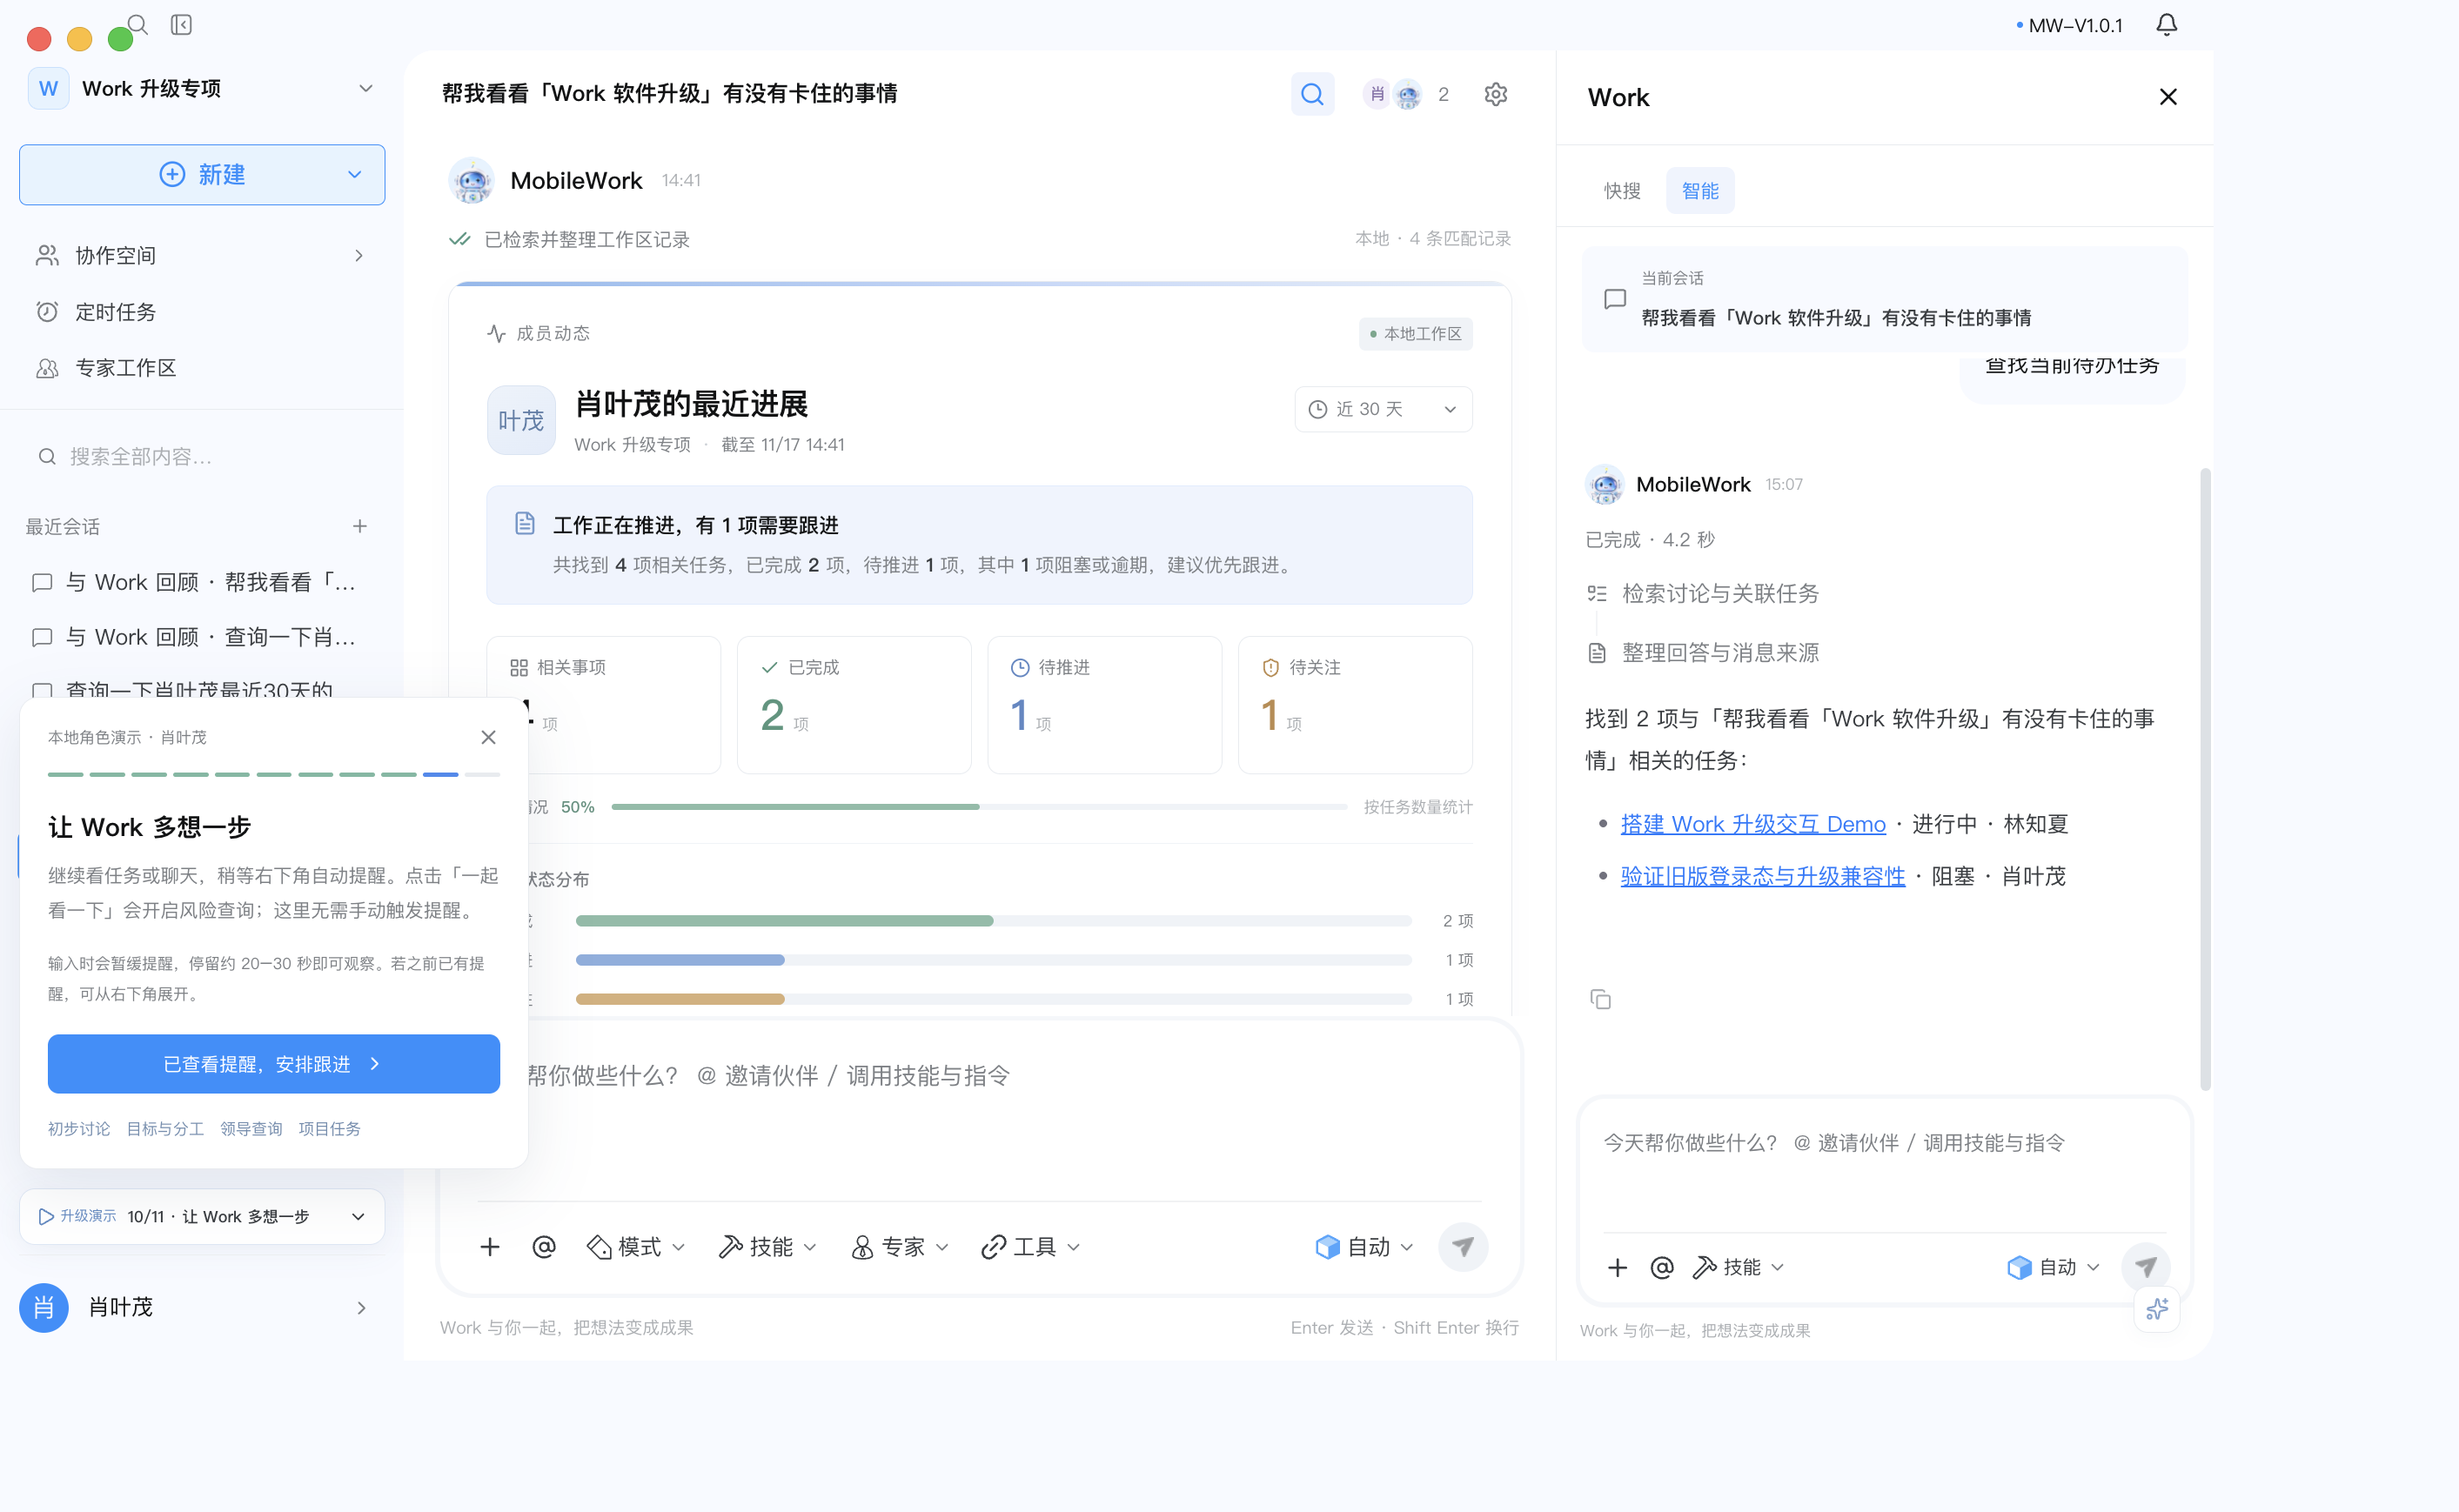 MW-V1.0.1
W Work 升级专项
新建
协作空间
定时任务
专家工作区
搜索全部内容...
最近会话
与 Work 回顾 · 帮我看看「...
与 Work 回顾 · 查询一下肖...
查询一下肖叶茂最近30天的
本地角色演示 · 肖叶茂
让 Work 多想一步
继续看任务或聊天，稍等右下角自动提醒。点击「一起
看一下」会开启风险查询；这里无需手动触发提醒。
输入时会暂缓提醒，停留约 20–30 秒即可观察。若之前已有提
醒，可从右下角展开。
已查看提醒，安排跟进
初步讨论 目标与分工 领导查询 项目任务
升级演示 10/11 · 让 Work 多想一步
肖 肖叶茂
帮我看看「Work 软件升级」有没有卡住的事情
肖 2
MobileWork 14:41
已检索并整理工作区记录
本地 · 4 条匹配记录
成员动态
本地工作区
叶茂
肖叶茂的最近进展
Work 升级专项 · 截至 11/17 14:41
近 30 天
工作正在推进，有 1 项需要跟进
共找到 4 项相关任务，已完成 2 项，待推进 1 项，其中 1 项阻塞或逾期，建议优先跟进。
相关事项
项
已完成
2 项
待推进
1 项
待关注
1 项
况 50%
按任务数量统计
状态分布
2 项
1 项
1 项
帮你做些什么？ @ 邀请伙伴 / 调用技能与指令
模式 技能 专家 工具 自动
Work 与你一起，把想法变成成果
Enter 发送 · Shift Enter 换行
Work
快搜 智能
当前会话
帮我看看「Work 软件升级」有没有卡住的事情
查找当前待办任务
MobileWork 15:07
已完成 · 4.2 秒
检索讨论与关联任务
整理回答与消息来源
找到 2 项与「帮我看看「Work 软件升级」有没有卡住的事
情」相关的任务：
搭建 Work 升级交互 Demo · 进行中 · 林知夏
验证旧版登录态与升级兼容性 · 阻塞 · 肖叶茂
今天帮你做些什么？ @ 邀请伙伴 / 调用技能与指令
技能 自动
Work 与你一起，把想法变成成果